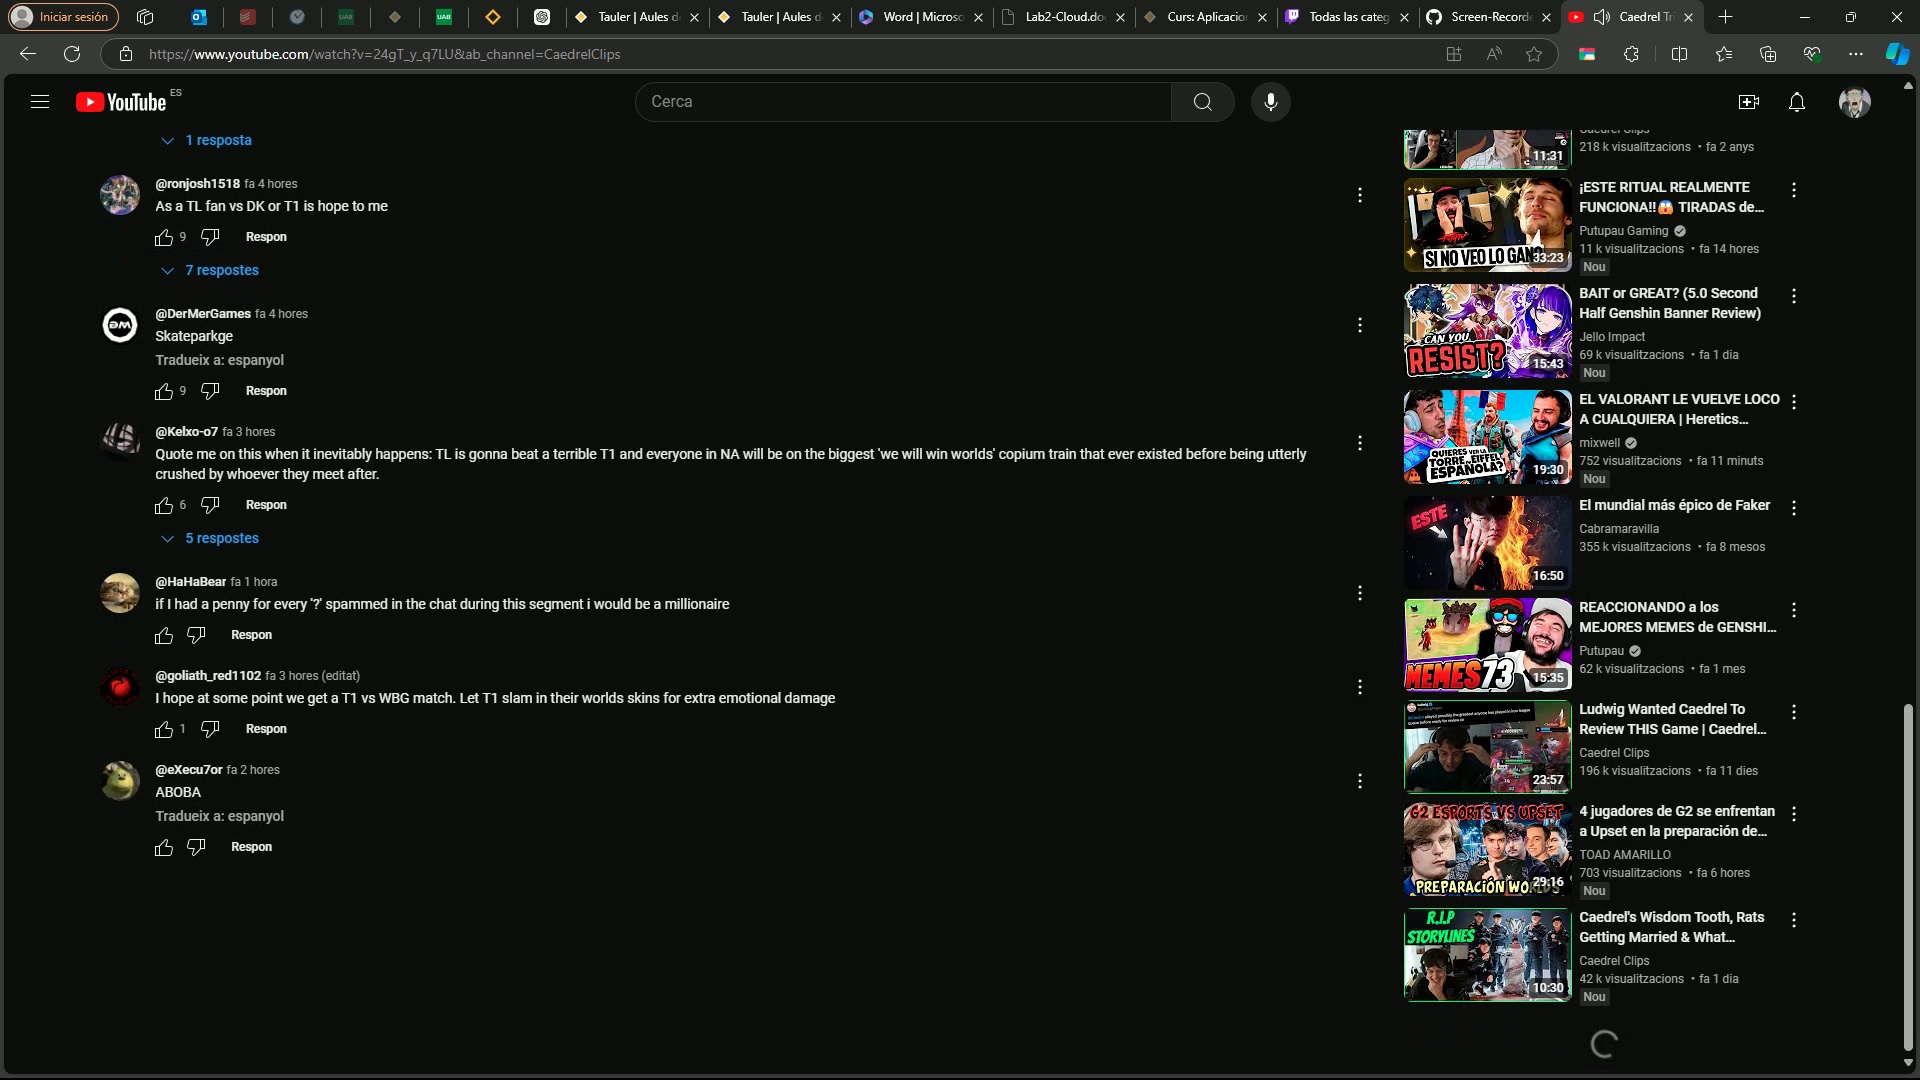 Iniciar sesión
Tauler | Aules d
Tauler | Aules d
Word | Microso
Lab2-Cloud.do
Curs: Aplicacion
Todas las categ
Screen-Recorde
Caedrel Tr
https://www.youtube.com/watch?v=24gT_y_q7LU&ab_channel=CaedrelClips
YouTube ES
Cerca
1 resposta
@ronjosh1518 fa 4 hores
As a TL fan vs DK or T1 is hope to me
9 Respon
7 respostes
@DerMerGames fa 4 hores
Skateparkge
Tradueix a: espanyol
9 Respon
@Kelxo-o7 fa 3 hores
Quote me on this when it inevitably happens: TL is gonna beat a terrible T1 and everyone in NA will be on the biggest 'we will win worlds' copium train that ever existed before being utterly
crushed by whoever they meet after.
6 Respon
5 respostes
@HaHaBear fa 1 hora
if I had a penny for every '?' spammed in the chat during this segment i would be a millionaire
Respon
@goliath_red1102 fa 3 hores (editat)
I hope at some point we get a T1 vs WBG match. Let T1 slam in their worlds skins for extra emotional damage
1 Respon
@eXecu7or fa 2 hores
ABOBA
Tradueix a: espanyol
Respon
11:31
218 k visualitzacions • fa 2 anys
SI NO VEO LO GANO
33:23
¡ESTE RITUAL REALMENTE
FUNCIONA!!😱 TIRADAS de...
Putupau Gaming
11 k visualitzacions • fa 14 hores
Nou
CAN YOU
RESIST?
15:43
BAIT or GREAT? (5.0 Second
Half Genshin Banner Review)
Jello Impact
69 k visualitzacions • fa 1 dia
Nou
QUIERES VER LA
TORRE EIFFEL
ESPAÑOLA?
19:30
EL VALORANT LE VUELVE LOCO
A CUALQUIERA | Heretics...
mixwell
752 visualitzacions • fa 11 minuts
Nou
ESTE
16:50
El mundial más épico de Faker
Cabramaravilla
355 k visualitzacions • fa 8 mesos
MEMES73
15:35
REACCIONANDO a los
MEJORES MEMES de GENSHI...
Putupau
62 k visualitzacions • fa 1 mes
23:57
Ludwig Wanted Caedrel To
Review THIS Game | Caedrel...
Caedrel Clips
196 k visualitzacions • fa 11 dies
G2 ESPORTS VS UPSET
PREPARACIÓN WORLDS
29:16
4 jugadores de G2 se enfrentan
a Upset en la preparación de...
TOAD AMARILLO
703 visualitzacions • fa 6 hores
Nou
R.I.P
STORYLINES
10:30
Caedrel's Wisdom Tooth, Rats
Getting Married & What...
Caedrel Clips
42 k visualitzacions • fa 1 dia
Nou